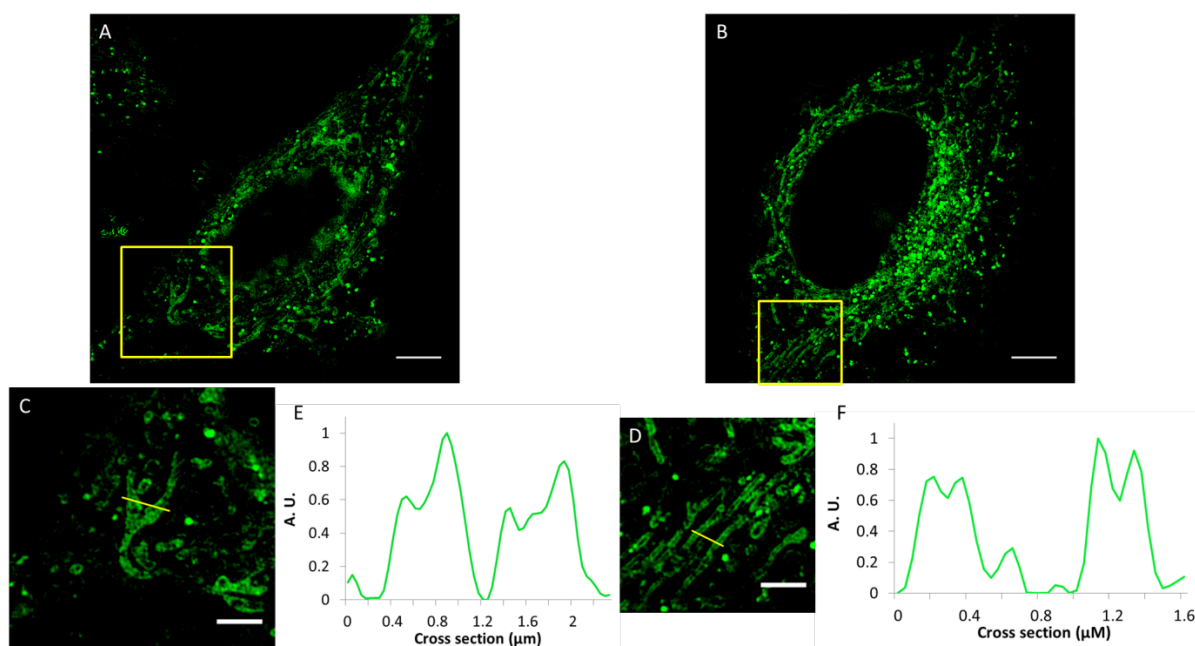 A
B
C
E
1
0.8
0.6
0.4
0.2
0
A. U.
0 0.4 0.8 1.2 1.6 2
Cross section (µm)
D
F
1
0.8
0.6
0.4
0.2
0
A. U.
0 0.4 0.8 1.2 1.6
Cross section (µM)